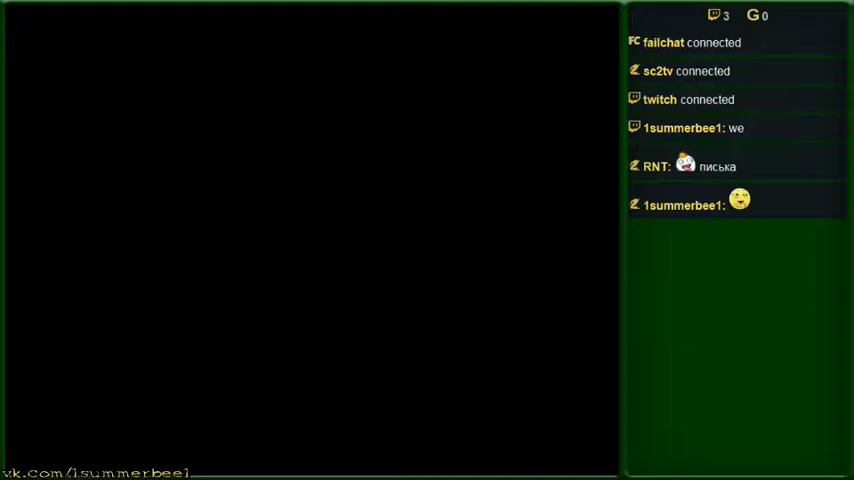 3 G 0
FC failchat connected
sc2tv connected
twitch connected
1summerbee1: we
RNT: писька
1summerbee1:
vk.com/1summerbee1